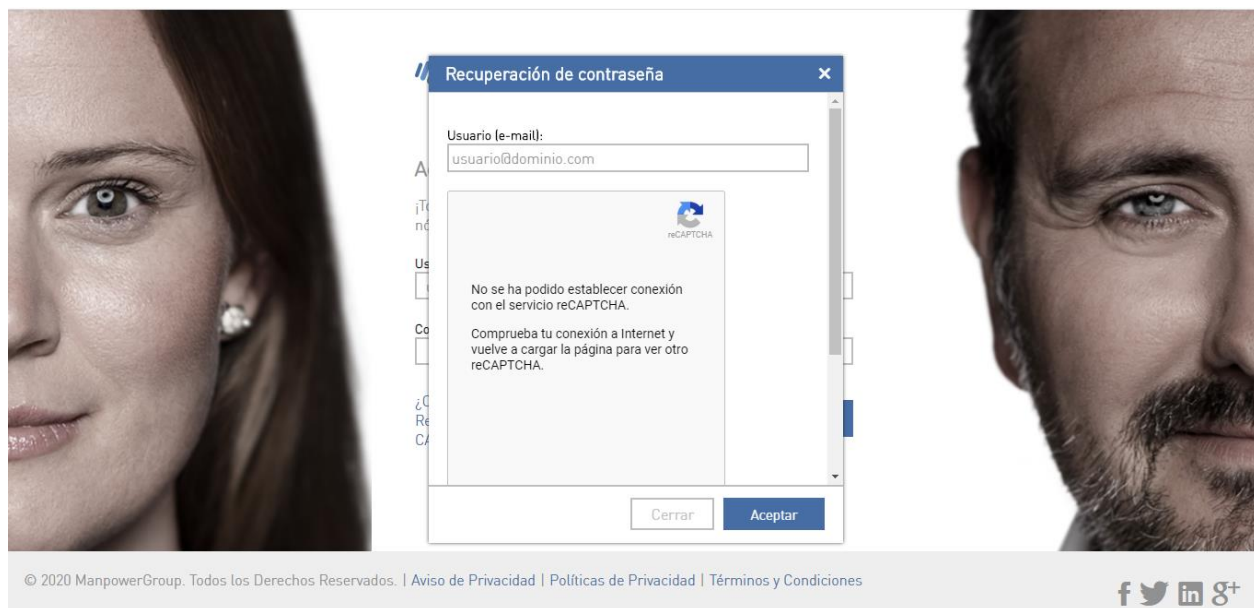 Recuperación de contraseña
×
Usuario (e-mail):
usuario@dominio.com
reCAPTCHA
No se ha podido establecer conexión
con el servicio reCAPTCHA.
Comprueba tu conexión a Internet y
vuelve a cargar la página para ver otro
reCAPTCHA.
Cerrar
Aceptar
© 2020 ManpowerGroup. Todos los Derechos Reservados. | Aviso de Privacidad | Políticas de Privacidad | Términos y Condiciones